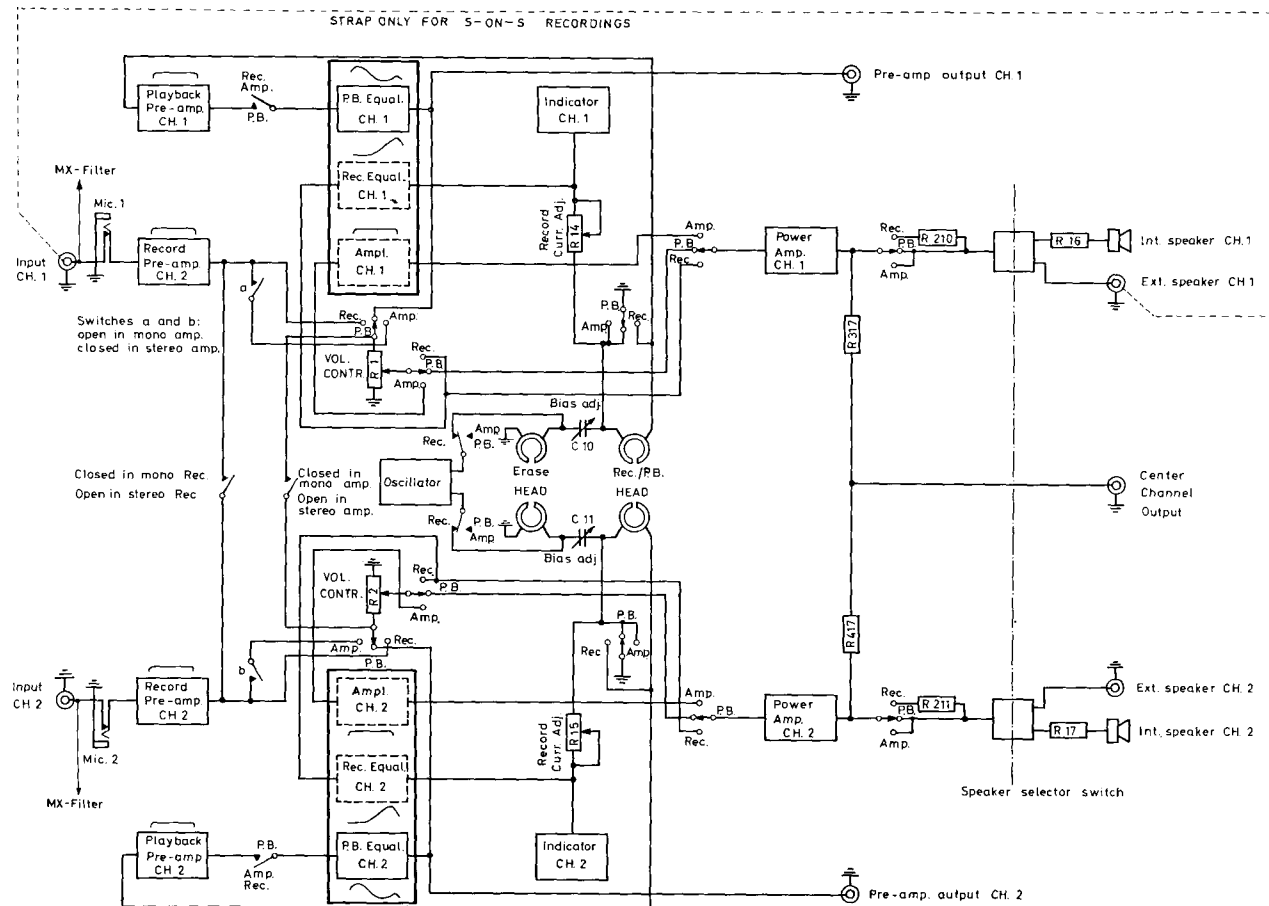 STRAP ONLY FOR S-ON-S RECORDINGS
Playback
Pre-amp.
CH. 1
Rec.
Amp.
P.B.
P.B. Equal.
CH. 1
Indicator
CH. 1
Pre-amp output CH. 1
MX-Filter
Mic. 1
Rec. Equal.
CH. 1
Record
Curr. Adj.
R 14
Input
CH. 1
Record
Pre-amp.
CH. 2
Ampl.
CH. 1
Amp.
P.B.
Rec.
Power
Amp.
CH. 1
Rec.
P.B.
Amp.
R 210
R 16
Int. speaker CH. 1
Ext. speaker CH 1
a
Switches a and b:
open in mono amp.
closed in stereo amp.
Rec.
P.B.
Amp.
VOL.
CONTR.
R 1
Rec.
P.B.
Amp.
P.B.
Amp.
Rec.
R 317
Bias adj
C 10
Rec.
Amp
P.B.
Erase
Rec./P.B.
Closed in mono Rec.
Open in stereo Rec
Closed in
mono amp.
Open in
stereo amp.
Oscillator
HEAD
HEAD
Center
Channel
Output
Rec.
P.B.
Amp
C 11
Bias adj
VOL.
CONTR.
R 2
Rec.
P.B.
Amp.
Amp.
Rec.
P.B.
b
P.B.
Rec
Amp
R 417
Input
CH. 2
Record
Pre-amp.
CH. 2
Mic. 2
MX-Filter
Ampl.
CH. 2
Rec. Equal.
CH. 2
Record
Curr. Adj
R 15
Amp.
P.B.
Rec.
Power
Amp.
CH. 2
Rec.
P.B.
Amp.
R 211
R 17
Ext. speaker CH. 2
Int. speaker CH. 2
Speaker selector switch
Playback
Pre-amp
CH. 2
P.B.
Amp.
Rec.
P.B. Equal.
CH. 2
Indicator
CH. 2
Pre-amp. output CH. 2